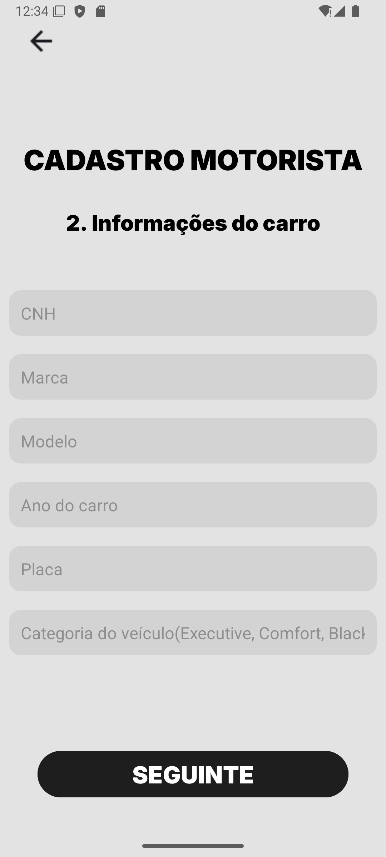 12:34
CADASTRO MOTORISTA
2. Informações do carro
CNH
Marca
Modelo
Ano do carro
Placa
Categoria do veículo(Executive, Comfort, Black
SEGUINTE